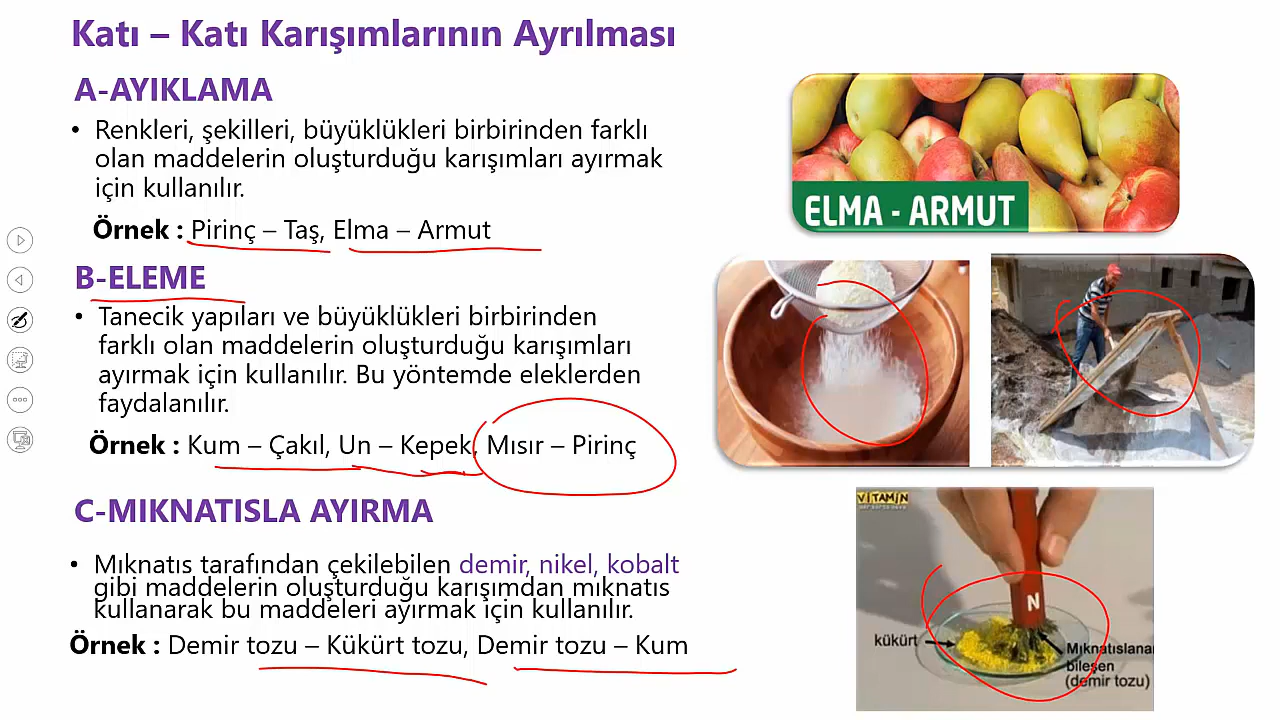 Katı – Katı Karışımlarının Ayrılması
A-AYIKLAMA
• Renkleri, şekilleri, büyüklükleri birbirinden farklı
olan maddelerin oluşturduğu karışımları ayırmak
için kullanılır.
Örnek : Pirinç – Taş, Elma – Armut
B-ELEME
• Tanecik yapıları ve büyüklükleri birbirinden
farklı olan maddelerin oluşturduğu karışımları
ayırmak için kullanılır. Bu yöntemde eleklerden
faydalanılır.
Örnek : Kum – Çakıl, Un – Kepek, Mısır – Pirinç
C-MIKNATISLA AYIRMA
• Mıknatıs tarafından çekilebilen demir, nikel, kobalt
gibi maddelerin oluşturduğu karışımdan mıknatıs
kullanarak bu maddeleri ayırmak için kullanılır.
Örnek : Demir tozu – Kükürt tozu, Demir tozu – Kum
ELMA - ARMUT
VİTAMİN
N
kükürt
Mıknatıslanan
bileşen
(demir tozu)